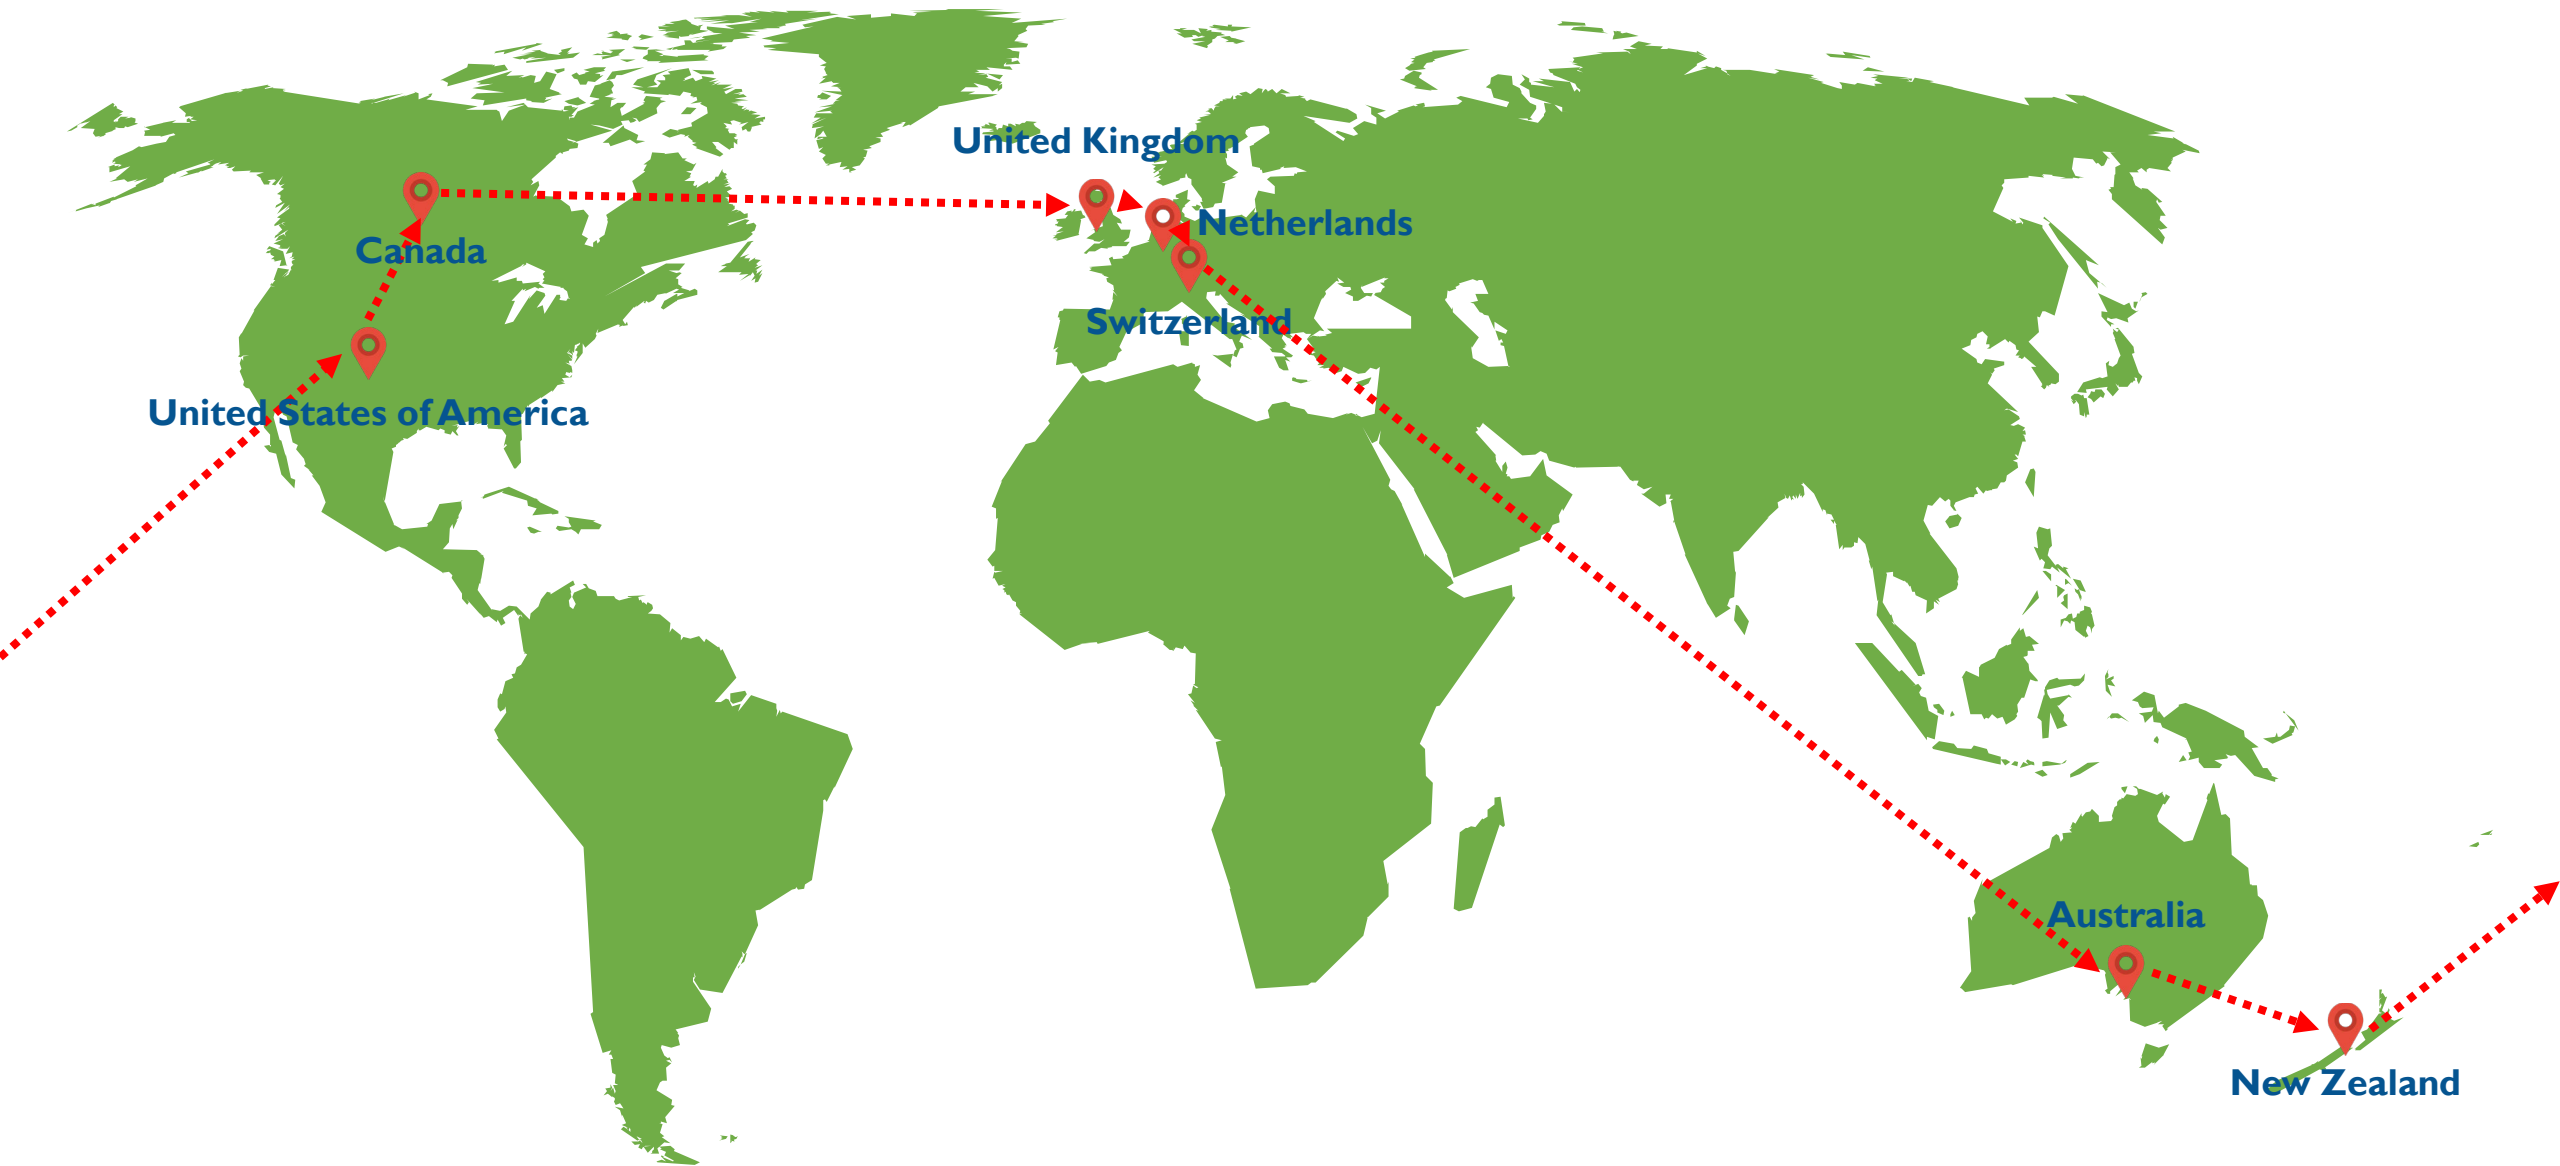 United Kingdom
Netherlands
Canada
Switzerland
United States of America
Australia
New Zealand